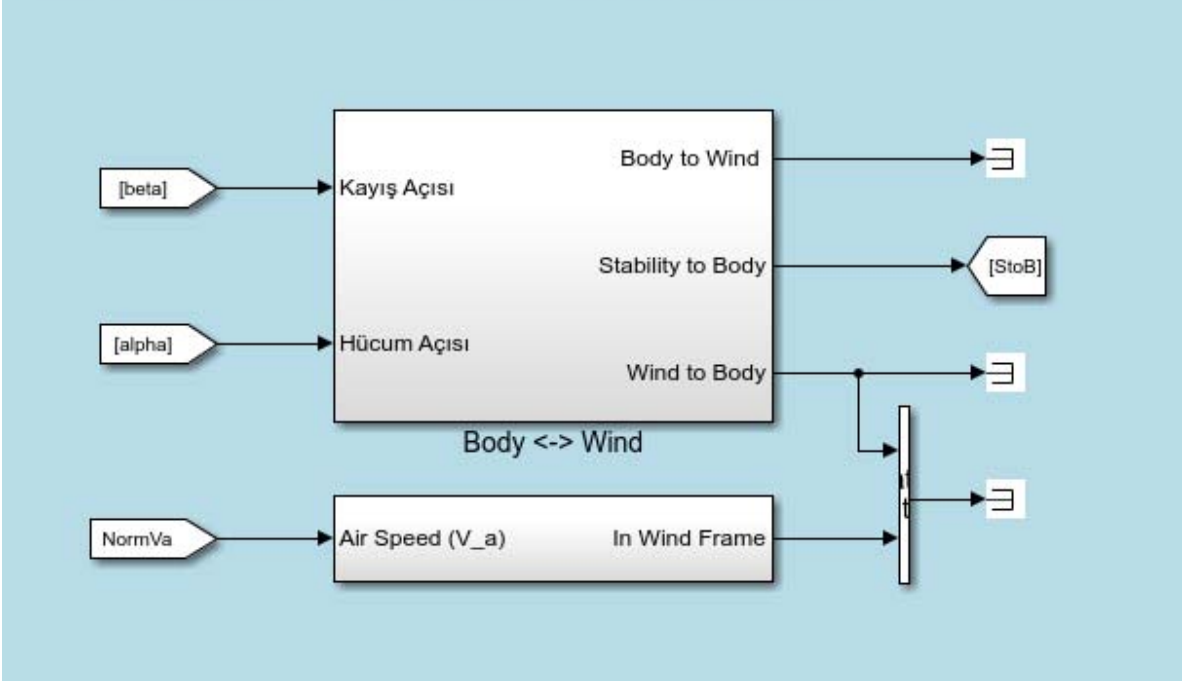 Body to Wind
[beta]
Kayış Açısı
Stability to Body
[StoB]
[alpha]
Hücum Açısı
Wind to Body
Body <-> Wind
NormVa
Air Speed (V_a)
In Wind Frame